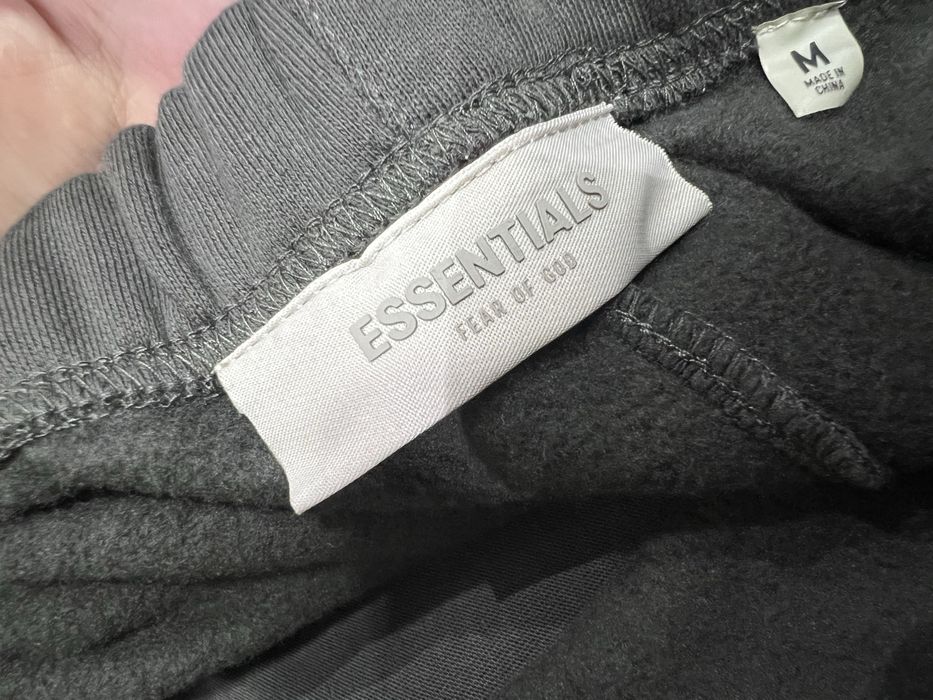 ESSENTIALS
FEAR OF GOD
M
MADE IN
CHINA